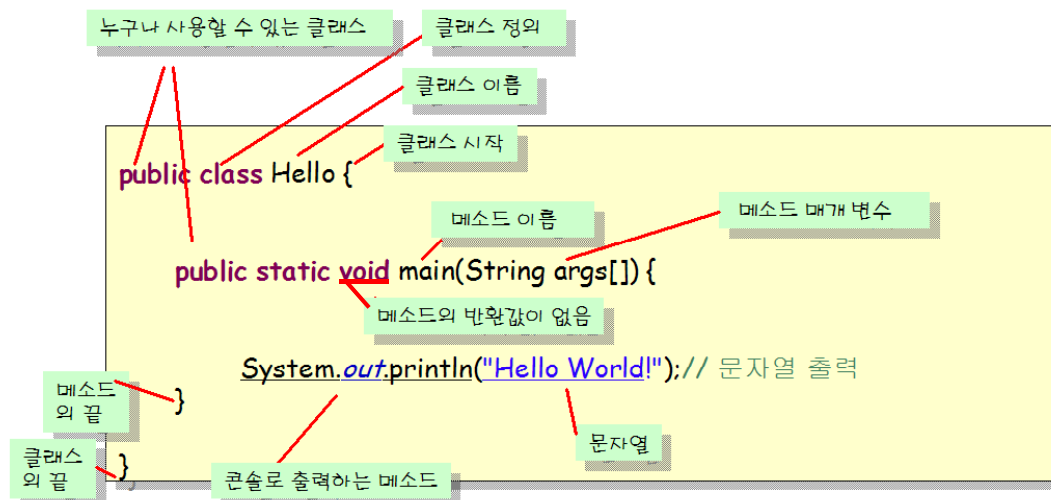 누구나 사용할 수 있는 클래스
클래스 정의
클래스 이름
클래스 시작
public class Hello {
메소드 이름
메소드 매개 변수
public static void main(String args[]) {
메소드의 반환값이 없음
System.out.println("Hello World!");// 문자열 출력
메소드
의 끝
}
문자열
클래스
의 끝
}
콘솔로 출력하는 메소드